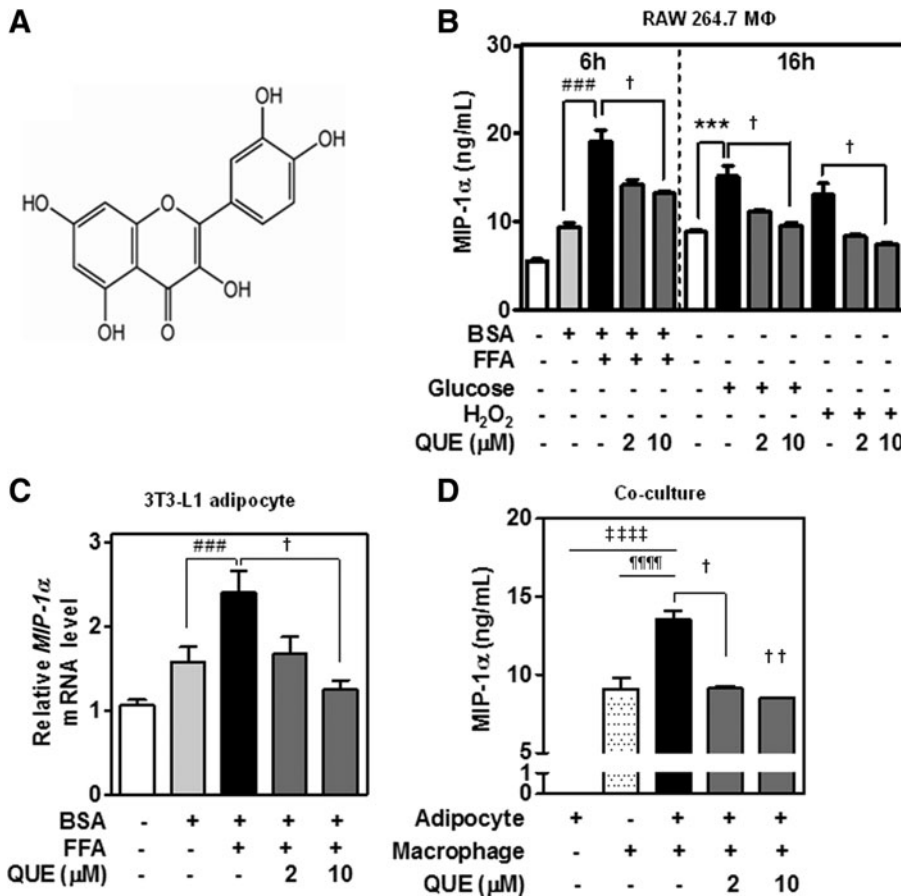 A
OH
OH
HO
O
OH
OH
O
B
RAW 264.7 MΦ
MIP-1α (ng/mL)
30
20
10
0
6h
16h
###
†
***
†
†
BSA - + + + + - - - - - - -
FFA - - + + + - - - - - - -
Glucose - - - - - - + + + - - -
H₂O₂ - - - - - - - - - + + +
QUE (μM) - - - 2 10 - - 2 10 - 2 10
C
3T3-L1 adipocyte
Relative MIP-1α
mRNA level
3
2
1
0
###
†
BSA - + + + +
FFA - - + + +
QUE (μM) - - - 2 10
D
Co-culture
MIP-1α (ng/mL)
20
15
10
5
1
0
‡‡‡‡
¶¶¶¶
†
††
Adipocyte + - + + +
Macrophage - + + + +
QUE (μM) - - - 2 10